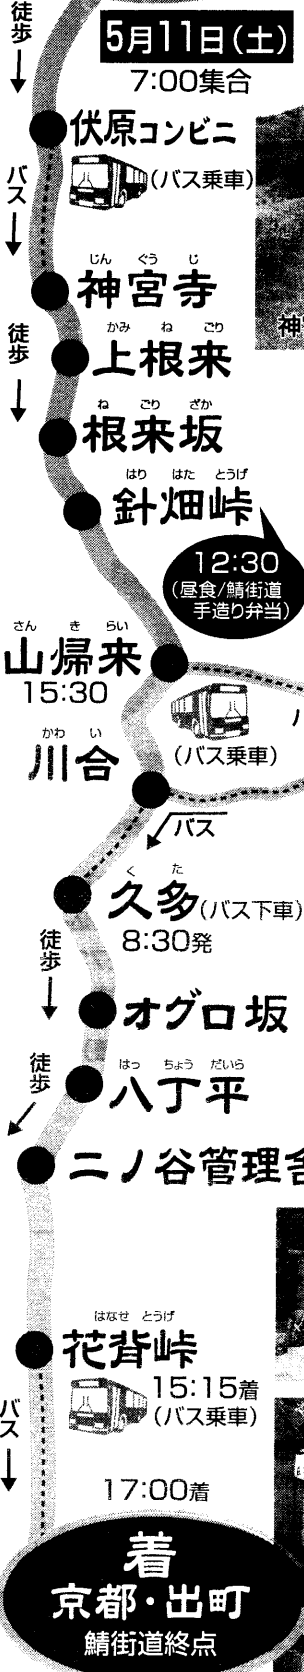 徒歩
5月11日(土)
7:00集合
伏原コンビニ
(バス乗車)
バス
じん ぐう じ
神宮寺
徒歩
かみ ね ごり
上根来
ね ごり ざか
根来坂
はり はた とうげ
針畑峠
12:30
(昼食/鯖街道
手造り弁当)
さん き らい
山帰来
15:30
かわ い
川合
(バス乗車)
バス
く た
久多(バス下車)
8:30発
徒歩
オグロ坂
徒歩
はっ ちょう だいら
八丁平
二ノ谷管理舎
はなせ とうげ
花背峠
15:15着
(バス乗車)
バス
17:00着
着
京都・出町
鯖街道終点